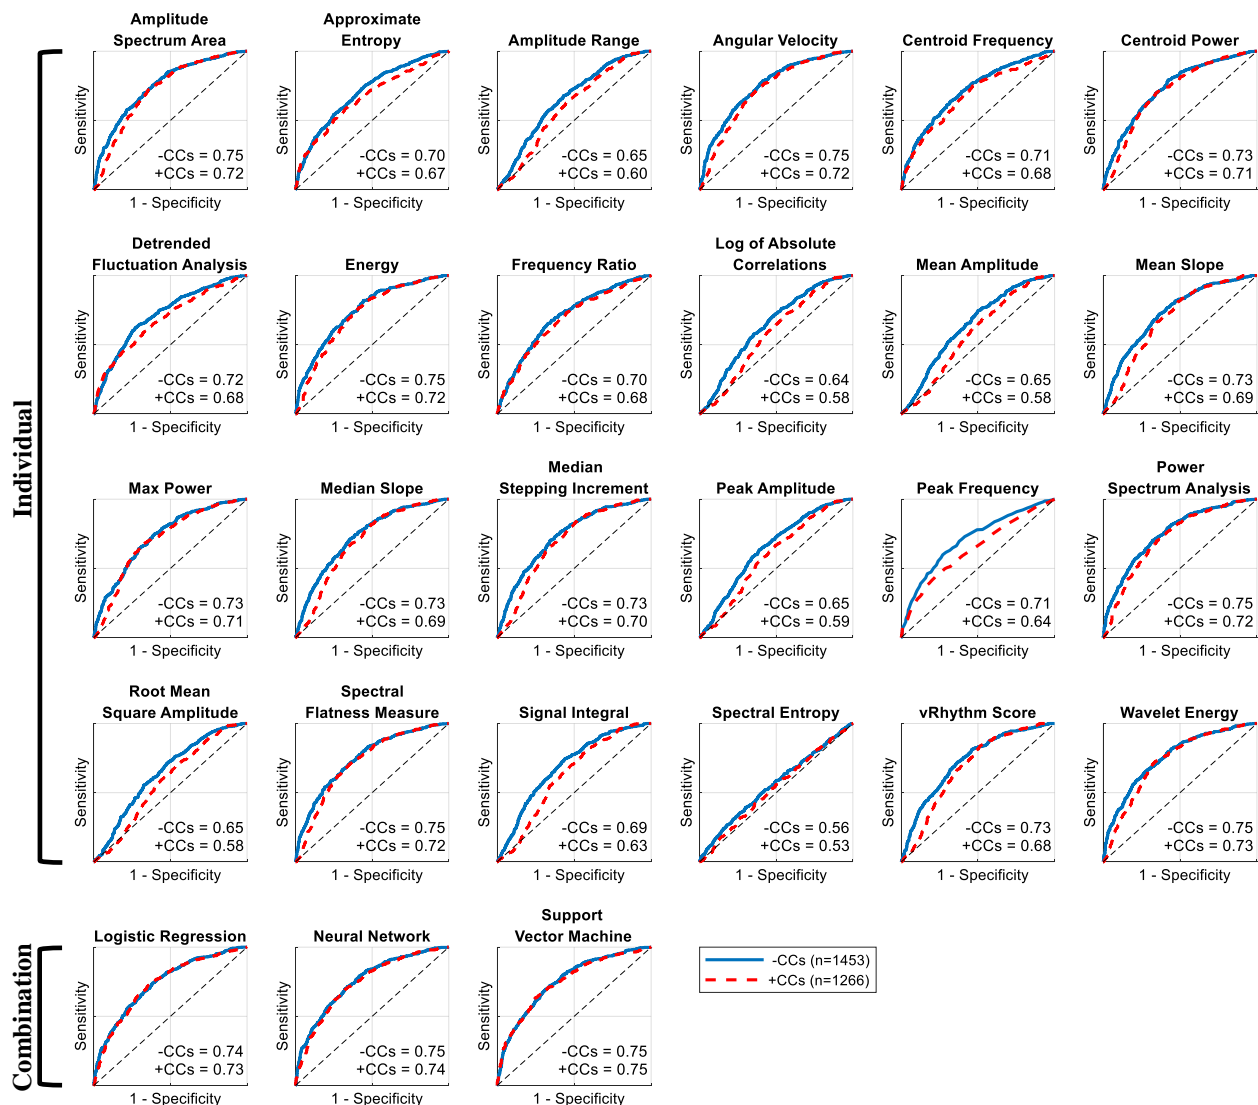 Individual
Amplitude
Spectrum Area
Sensitivity
-CCs = 0.75
+CCs = 0.72
1 - Specificity
Approximate
Entropy
-CCs = 0.70
+CCs = 0.67
1 - Specificity
Amplitude Range
Sensitivity
-CCs = 0.65
+CCs = 0.60
1 - Specificity
Angular Velocity
Sensitivity
-CCs = 0.75
+CCs = 0.72
1 - Specificity
Centroid Frequency
Sensitivity
-CCs = 0.71
+CCs = 0.68
1 - Specificity
Centroid Power
Sensitivity
-CCs = 0.73
+CCs = 0.71
1 - Specificity
Detrended
Fluctuation Analysis
Sensitivity
-CCs = 0.72
+CCs = 0.68
1 - Specificity
Energy
Sensitivity
-CCs = 0.75
+CCs = 0.72
1 - Specificity
Frequency Ratio
Sensitivity
-CCs = 0.70
+CCs = 0.68
1 - Specificity
Log of Absolute
Correlations
Sensitivity
-CCs = 0.64
+CCs = 0.58
1 - Specificity
Mean Amplitude
Sensitivity
-CCs = 0.65
+CCs = 0.58
1 - Specificity
Mean Slope
Sensitivity
-CCs = 0.73
+CCs = 0.69
1 - Specificity
Max Power
Sensitivity
-CCs = 0.73
+CCs = 0.71
1 - Specificity
Median Slope
Sensitivity
-CCs = 0.73
+CCs = 0.69
1 - Specificity
Median
Stepping Increment
Sensitivity
-CCs = 0.73
+CCs = 0.70
1 - Specificity
Peak Amplitude
Sensitivity
-CCs = 0.65
+CCs = 0.59
1 - Specificity
Peak Frequency
Sensitivity
-CCs = 0.71
+CCs = 0.64
1 - Specificity
Power
Spectrum Analysis
Sensitivity
-CCs = 0.75
+CCs = 0.72
1 - Specificity
Root Mean
Square Amplitude
Sensitivity
-CCs = 0.65
+CCs = 0.58
1 - Specificity
Spectral
Flatness Measure
Sensitivity
-CCs = 0.75
+CCs = 0.72
1 - Specificity
Signal Integral
Sensitivity
-CCs = 0.69
+CCs = 0.63
1 - Specificity
Spectral Entropy
Sensitivity
-CCs = 0.56
+CCs = 0.53
1 - Specificity
vRhythm Score
Sensitivity
-CCs = 0.73
+CCs = 0.68
1 - Specificity
Wavelet Energy
Sensitivity
-CCs = 0.75
+CCs = 0.73
1 - Specificity
Combination
Logistic Regression
Sensitivity
-CCs = 0.74
+CCs = 0.73
1 - Specificity
Neural Network
Sensitivity
-CCs = 0.75
+CCs = 0.74
1 - Specificity
Support
Vector Machine
Sensitivity
-CCs = 0.75
+CCs = 0.75
1 - Specificity
-CCs (n=1453)
+CCs (n=1266)